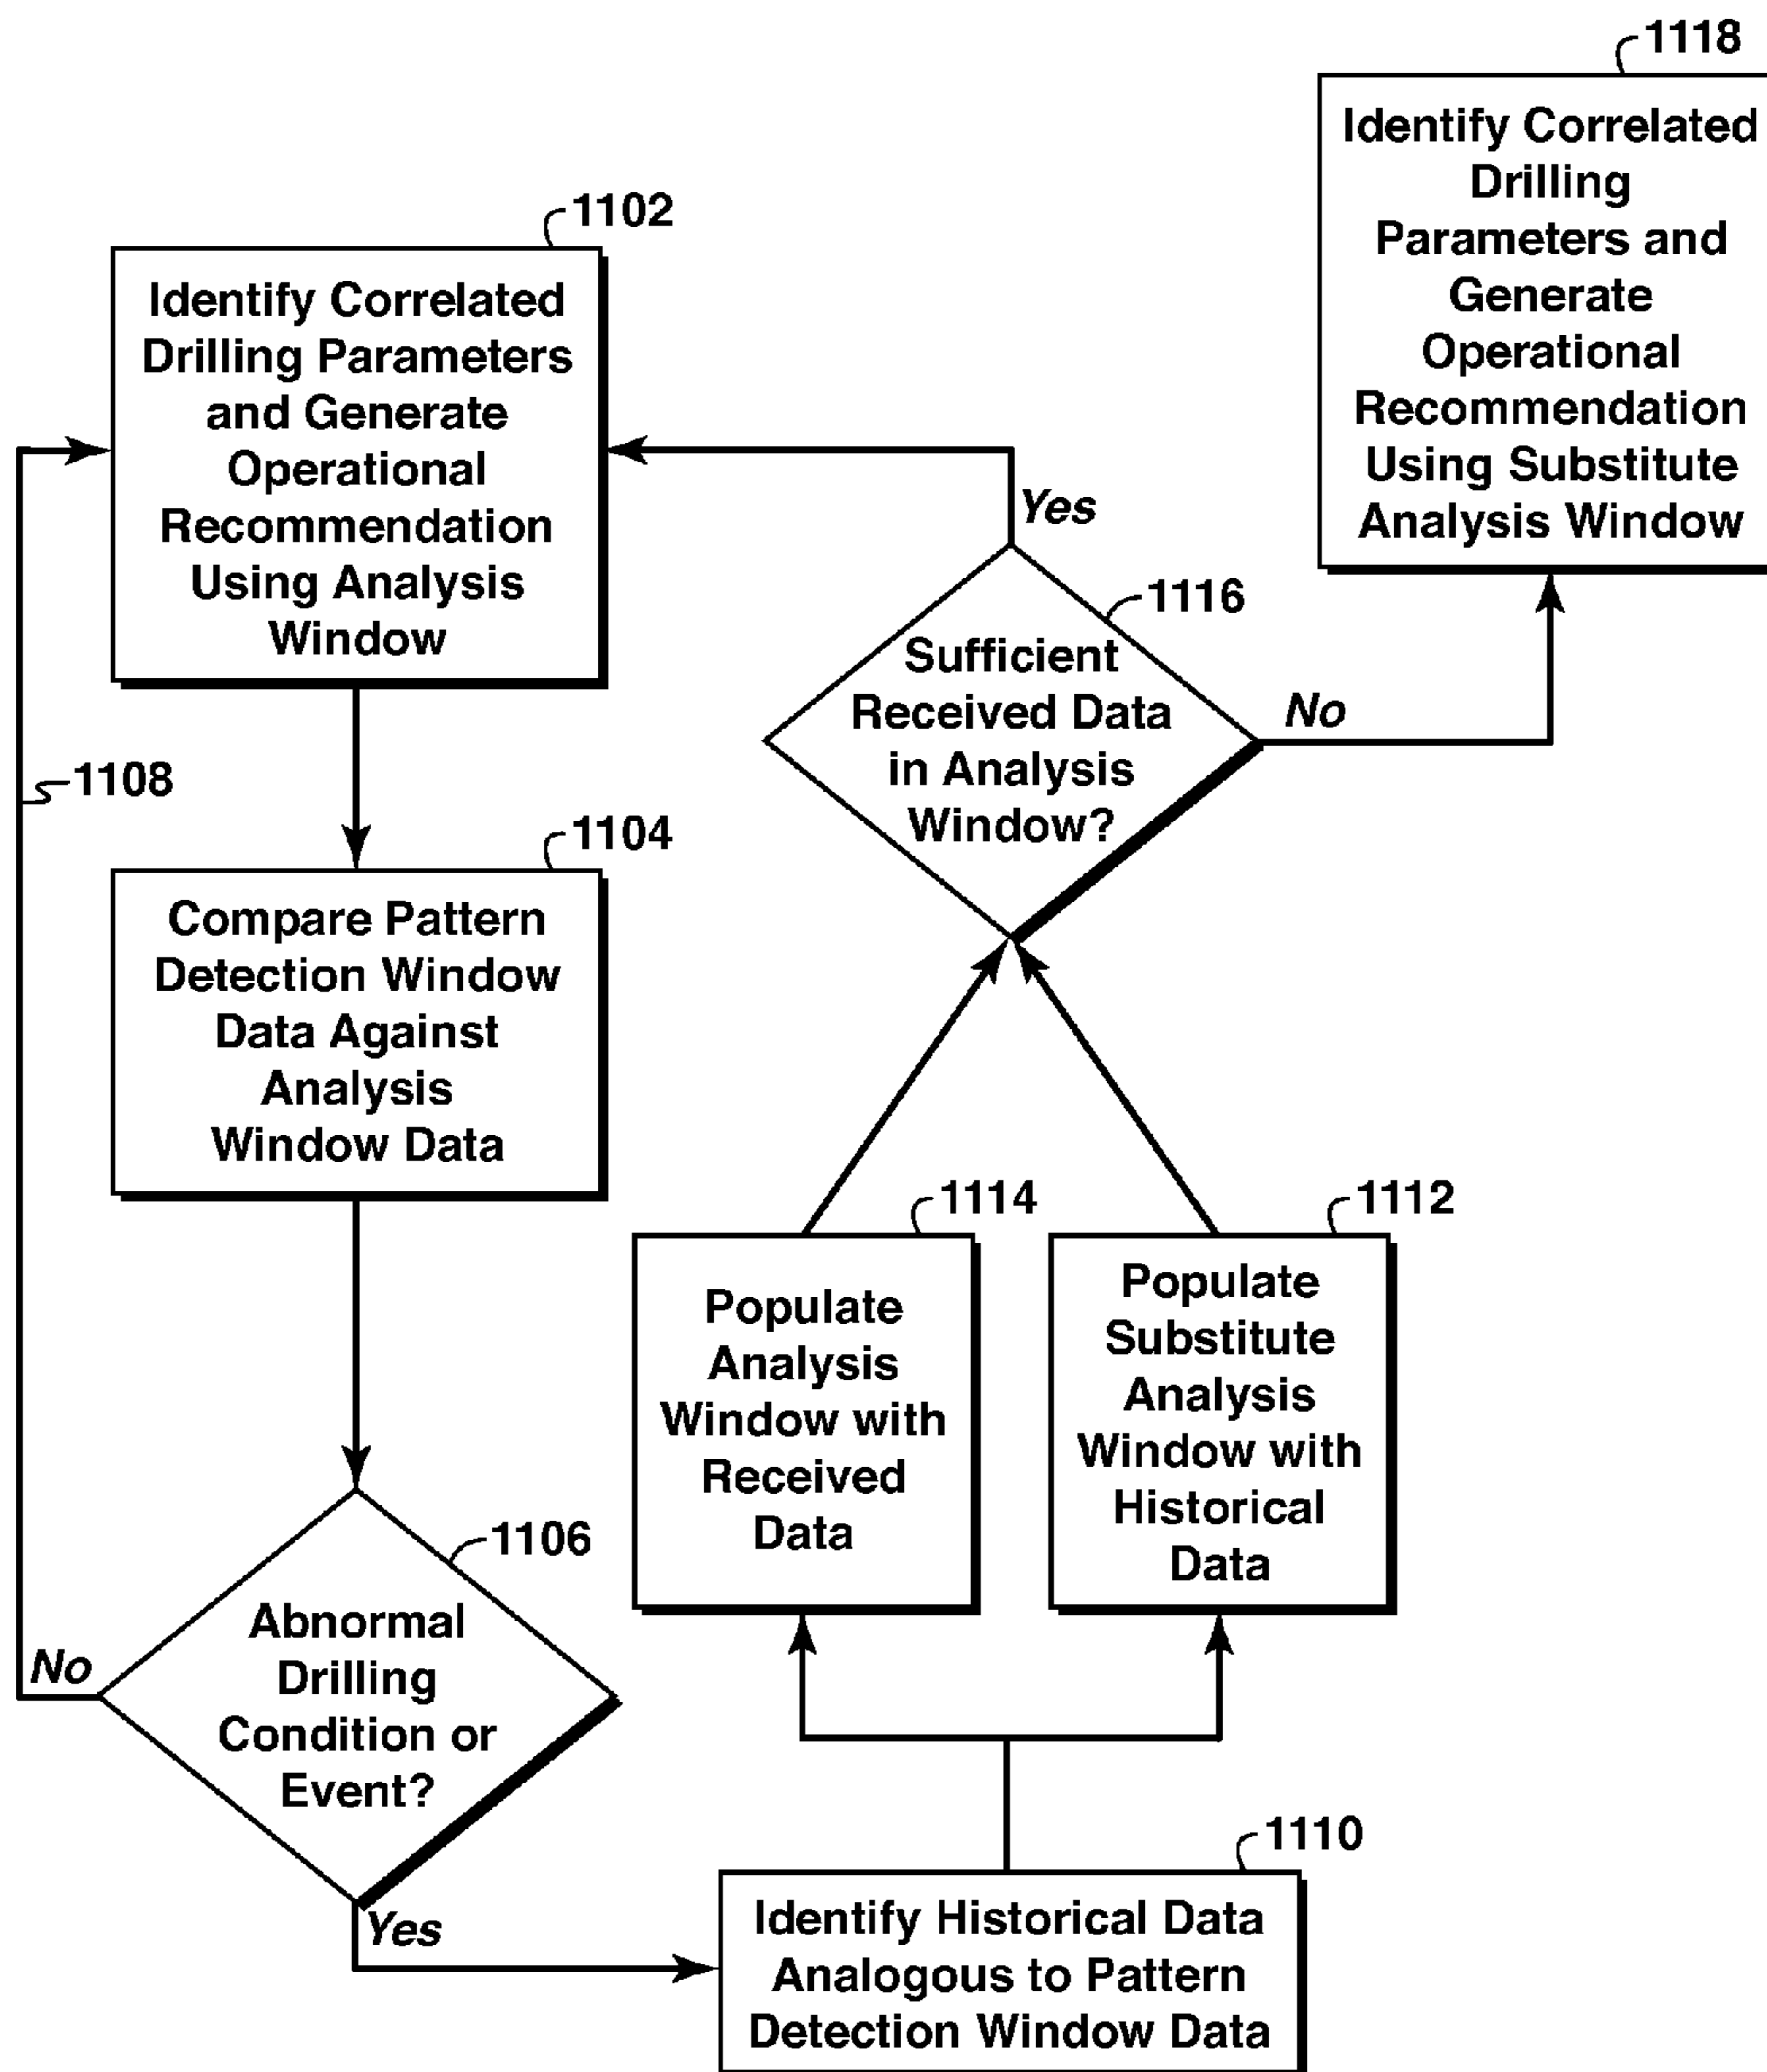 1102
Identify Correlated
Drilling Parameters
and Generate
Operational
Recommendation
Using Analysis
Window
1108
1104
Compare Pattern
Detection Window
Data Against
Analysis
Window Data
1106
Abnormal
Drilling
Condition or
Event?
No
Yes
1110
Identify Historical Data
Analogous to Pattern
Detection Window Data
1114
Populate
Analysis
Window with
Received
Data
1112
Populate
Substitute
Analysis
Window with
Historical
Data
1116
Sufficient
Received Data
in Analysis
Window?
Yes
No
1118
Identify Correlated
Drilling
Parameters and
Generate
Operational
Recommendation
Using Substitute
Analysis Window